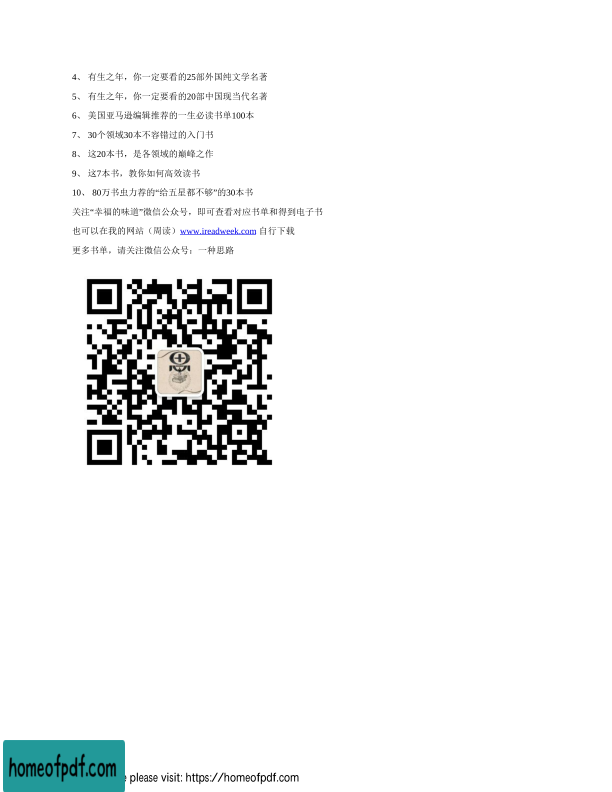 4、 有生之年，你一定要看的25部外国纯文学名著
5、 有生之年，你一定要看的20部中国现当代名著
6、 美国亚马逊编辑推荐的一生必读书单100本
7、 30个领域30本不容错过的入门书
8、 这20本书，是各领域的巅峰之作
9、 这7本书，教你如何高效读书
10、 80万书虫力荐的“给五星都不够”的30本书
关注“幸福的味道”微信公众号，即可查看对应书单和得到电子书
也可以在我的网站（周读）www.ireadweek.com 自行下载
更多书单，请关注微信公众号：一种思路
homeofpdf.com
e please visit: https://homeofpdf.com